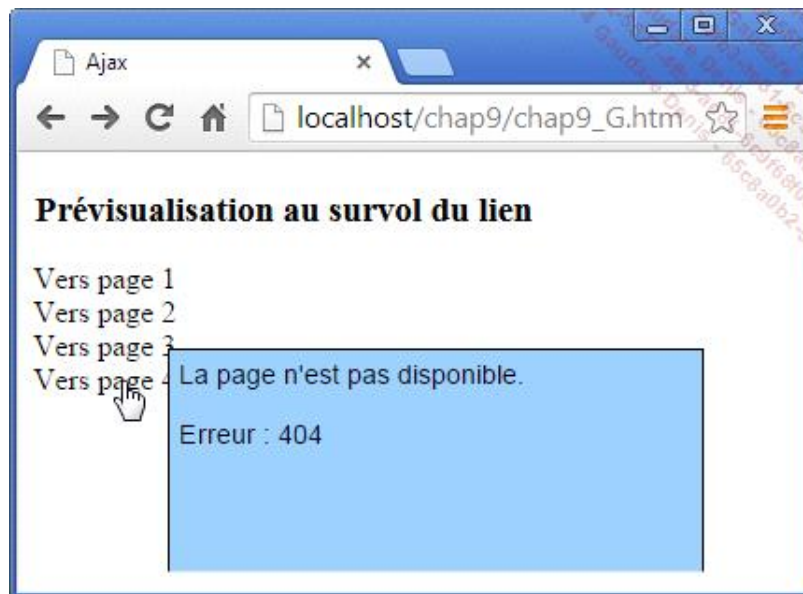 Ajax
localhost/chap9/chap9_G.htm
Prévisualisation au survol du lien
Vers page 1
Vers page 2
Vers page 3
Vers page 4
La page n'est pas disponible.
Erreur : 404